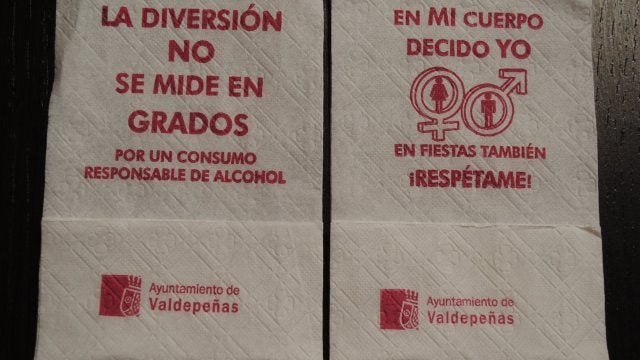 LA DIVERSIÓN
NO
SE MIDE EN
GRADOS
POR UN CONSUMO
RESPONSABLE DE ALCOHOL
Ayuntamiento de
Valdepeñas
EN MI CUERPO
DECIDO YO
EN FIESTAS TAMBIÉN
¡RESPÉTAME!
Ayuntamiento de
Valdepeñas